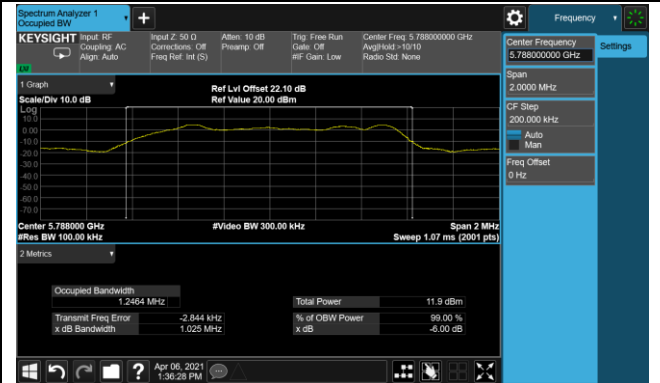 Spectrum Analyzer 1
Occupied BW
+
Frequency
KEYSIGHT
Input: RF
Coupling: AC
Align: Auto
Input Z: 50 Ω
Corrections: Off
Freq Ref: Int (S)
Atten: 10 dB
Preamp: Off
Trig: Free Run
Gate: Off
#IF Gain: Low
Center Freq: 5.788000000 GHz
Avg|Hold:>10/10
Radio Std: None
Center Frequency
5.788000000 GHz
Settings
Span
2.0000 MHz
CF Step
200.000 kHz
Auto
Man
Freq Offset
0 Hz
1 Graph
Scale/Div 10.0 dB
Ref Lvl Offset 22.10 dB
Ref Value 20.00 dBm
Log
10.0
0.00
-10.0
-20.0
-30.0
-40.0
-50.0
-60.0
-70.0
Center 5.788000 GHz
#Res BW 100.00 kHz
#Video BW 300.00 kHz
Span 2 MHz
Sweep 1.07 ms (2001 pts)
2 Metrics
Occupied Bandwidth
1.2464 MHz
Total Power 11.9 dBm
Transmit Freq Error -2.844 kHz
% of OBW Power 99.00 %
x dB Bandwidth 1.025 MHz
x dB -6.00 dB
?
Apr 06, 2021
1:36:28 PM